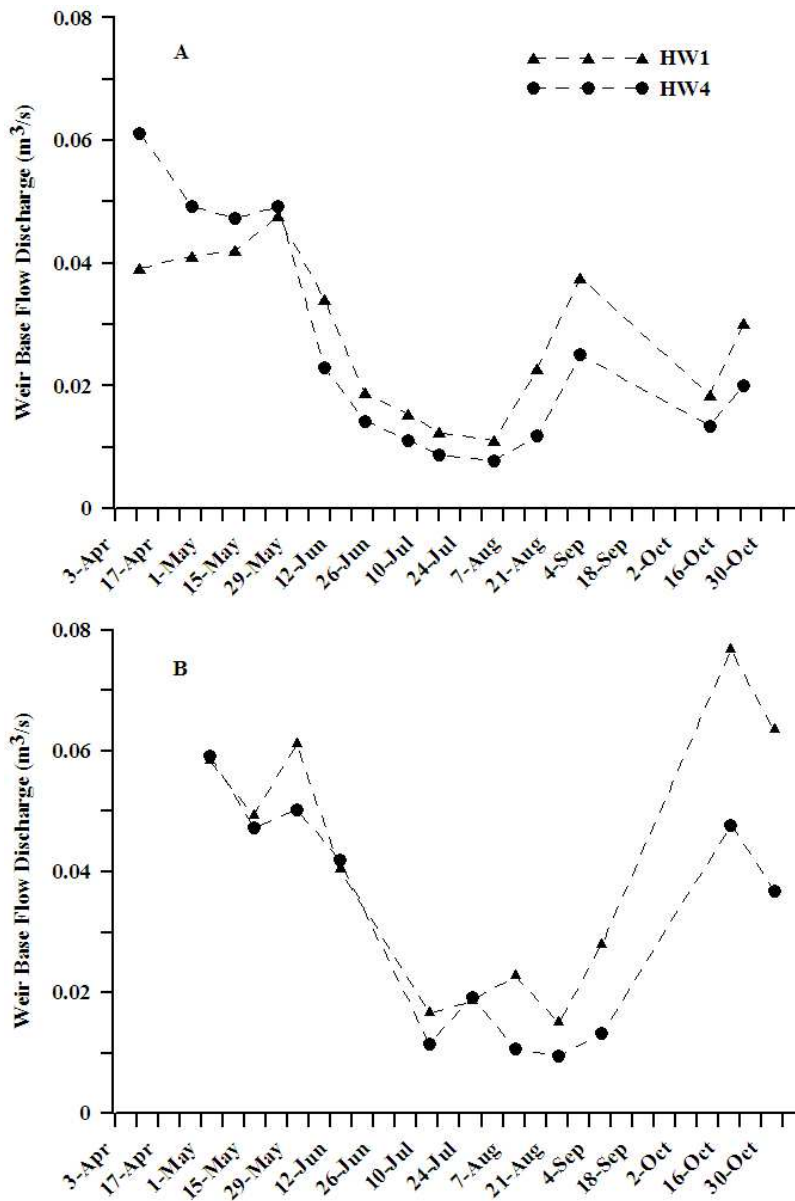 A
HW1
HW4
Weir Base Flow Discharge (m³/s)
0.08
0.06
0.04
0.02
0
3-Apr
17-Apr
1-May
15-May
29-May
12-Jun
26-Jun
10-Jul
24-Jul
7-Aug
21-Aug
4-Sep
18-Sep
2-Oct
16-Oct
30-Oct
B
Weir Base Flow Discharge (m³/s)
0.08
0.06
0.04
0.02
0
3-Apr
17-Apr
1-May
15-May
29-May
12-Jun
26-Jun
10-Jul
24-Jul
7-Aug
21-Aug
4-Sep
18-Sep
2-Oct
16-Oct
30-Oct